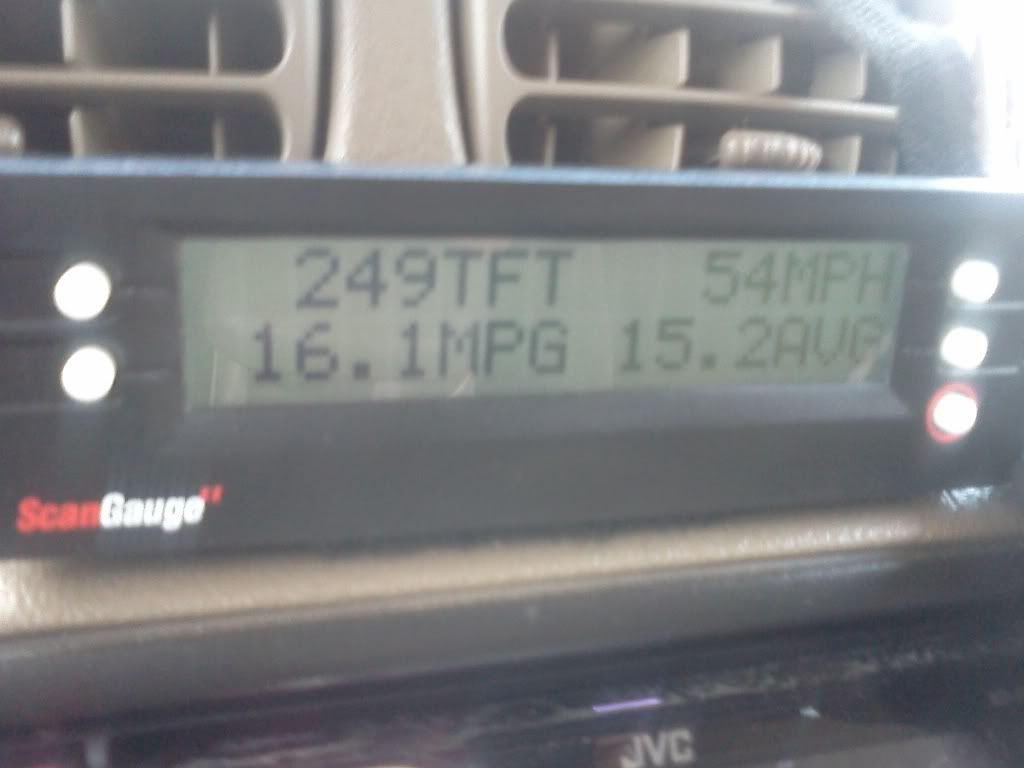 249TFT 54MPH
16.1MPG 15.2AVG
ScanGauge II
JVC